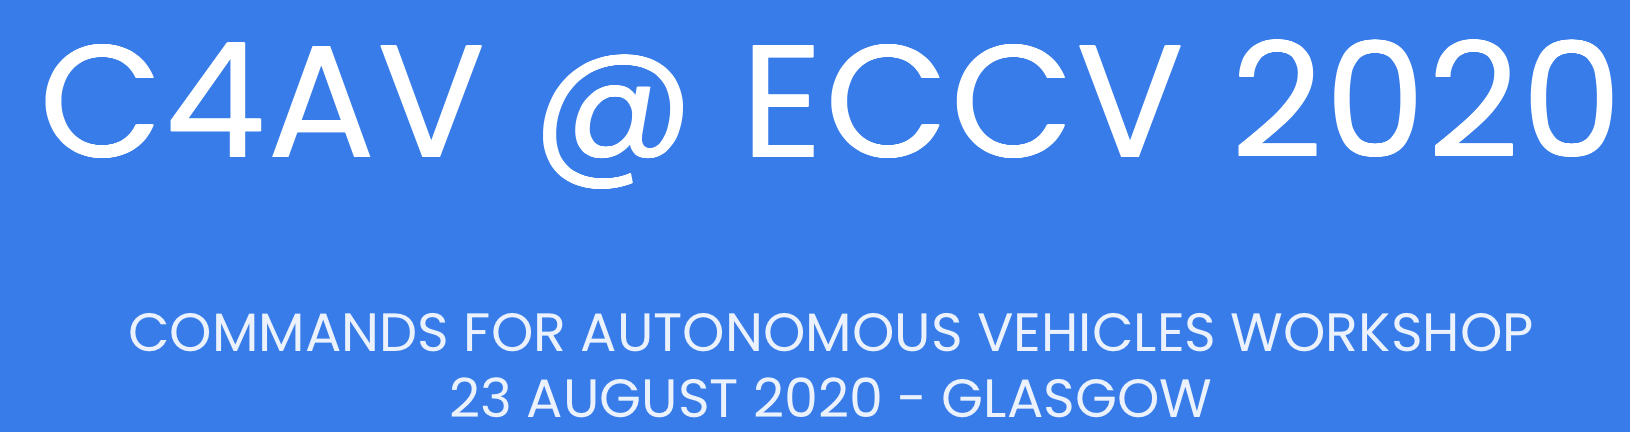 C4AV @ ECCV 2020
COMMANDS FOR AUTONOMOUS VEHICLES WORKSHOP
23 AUGUST 2020 - GLASGOW